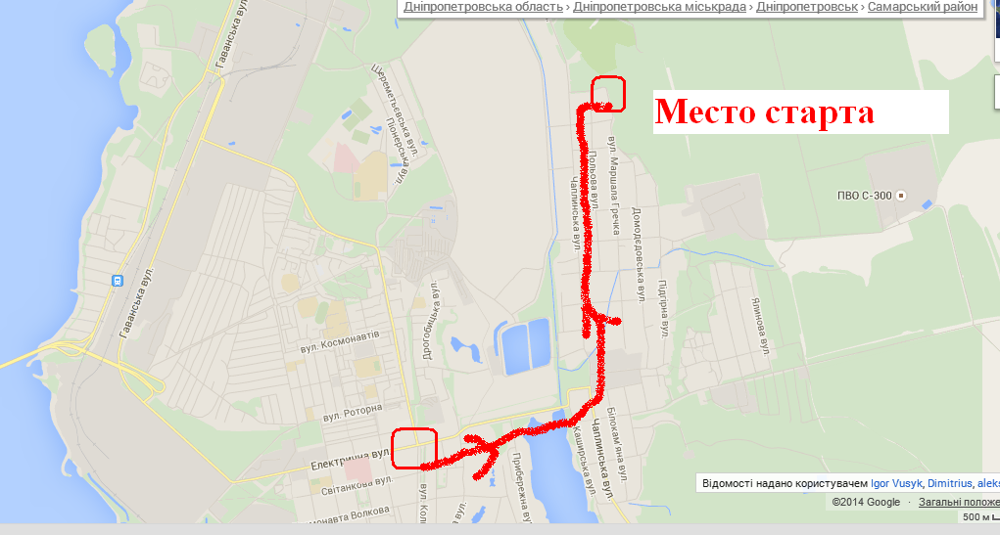 Дніпропетровська область › Дніпропетровська міськрада › Дніпропетровськ › Самарський район
Гаванська вул.
Шереметьєвська вул.
Піонерська вул.
Место старта
вул. Маршала Гречка
Польова вул.
Чаплинська вул.
ПВО С-300
Домодєдовська вул.
Гаванська вул.
Дрогобицька вул.
Підгірна вул.
Ялинова вул.
вул. Космонавтів
вул. Роторна
Електрична вул.
Білокам'яна вул.
Чаплинська вул.
Каширська вул.
Прибережна вул.
Світанкова вул.
Відомості надано користувачем Igor Vusyk, Dimitrius, aleks
©2014 Google · Загальні положе
500 м